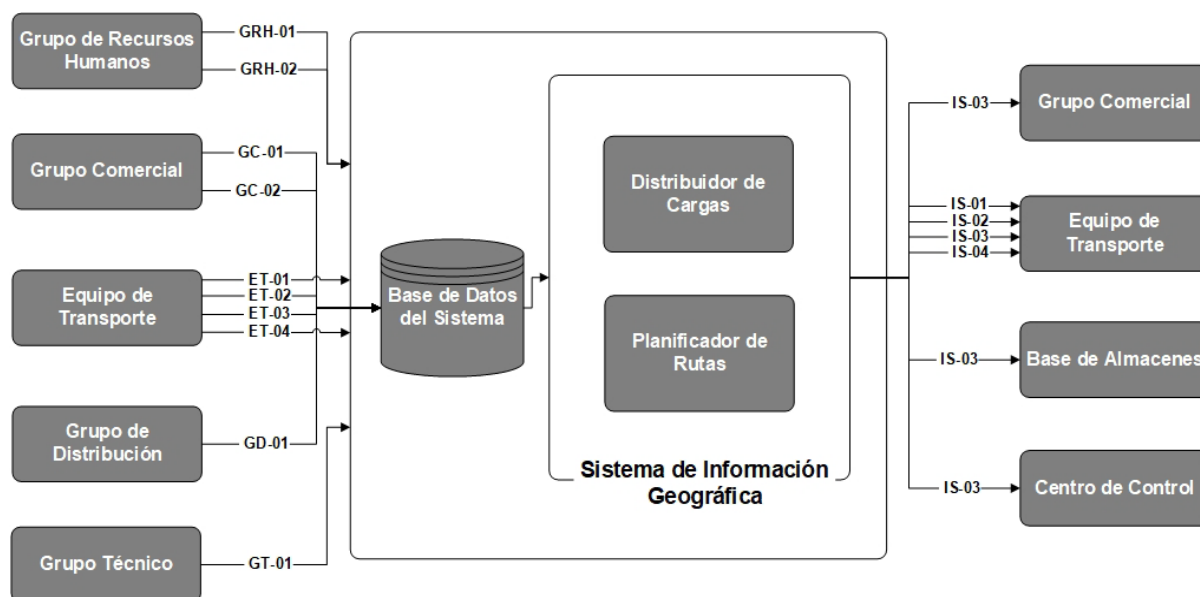 Grupo de Recursos
Humanos
GRH-01
GRH-02
Grupo Comercial
GC-01
GC-02
Equipo de
Transporte
ET-01
ET-02
ET-03
ET-04
Grupo de
Distribución
GD-01
Grupo Técnico
GT-01
Base de Datos
del Sistema
Distribuidor de
Cargas
Planificador de
Rutas
Sistema de Información
Geográfica
IS-03
Grupo Comercial
IS-01
IS-02
IS-03
IS-04
Equipo de
Transporte
IS-03
Base de Almacenes
IS-03
Centro de Control